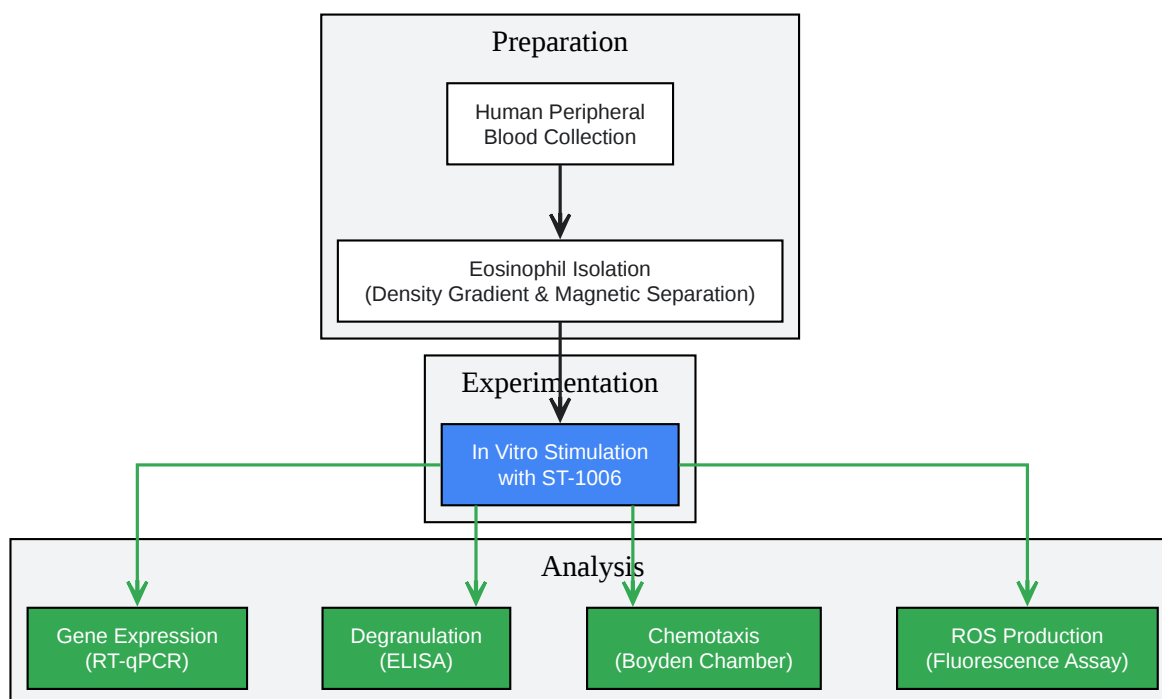 Preparation
Human Peripheral
Blood Collection
Eosinophil Isolation
(Density Gradient & Magnetic Separation)
Experimentation
In Vitro Stimulation
with ST-1006
Analysis
Gene Expression
(RT-qPCR)
Degranulation
(ELISA)
Chemotaxis
(Boyden Chamber)
ROS Production
(Fluorescence Assay)